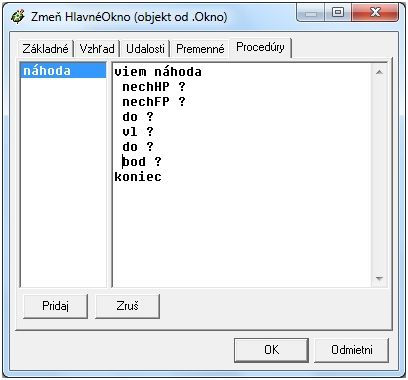 Zmeň HlavnéOkno (objekt od .Okno)
Základné Vzhľad Udalosti Premenné Procedúry
náhoda
viem náhoda
nechHP ?
nechFP ?
do ?
vl ?
do ?
bod ?
koniec
Pridaj Zruš
OK Odmietni